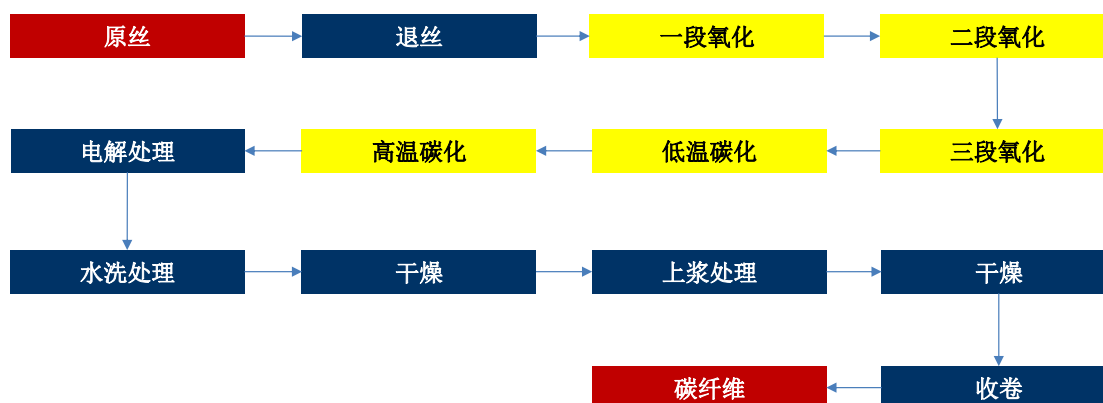 原丝
退丝
一段氧化
二段氧化
三段氧化
低温碳化
高温碳化
电解处理
水洗处理
干燥
上浆处理
干燥
收卷
碳纤维